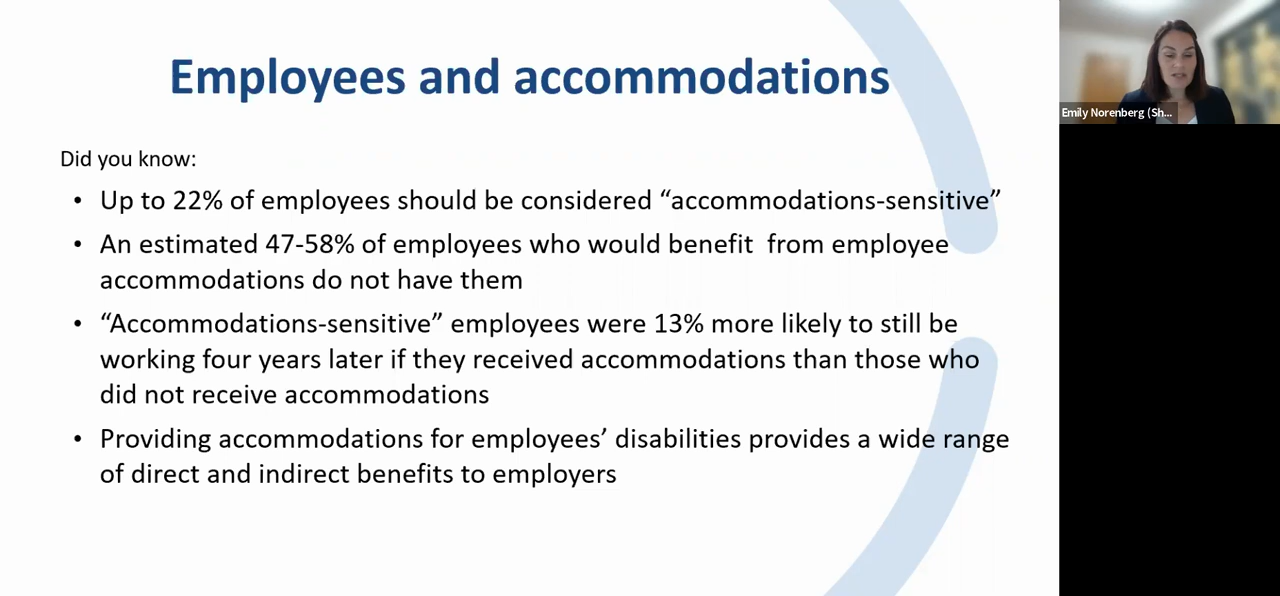 Employees and accommodations
Did you know:
• Up to 22% of employees should be considered “accommodations-sensitive”
• An estimated 47-58% of employees who would benefit  from employee
accommodations do not have them
• “Accommodations-sensitive” employees were 13% more likely to still be
working four years later if they received accommodations than those who
did not receive accommodations
• Providing accommodations for employees’ disabilities provides a wide range
of direct and indirect benefits to employers
Emily Norenberg (Sh...